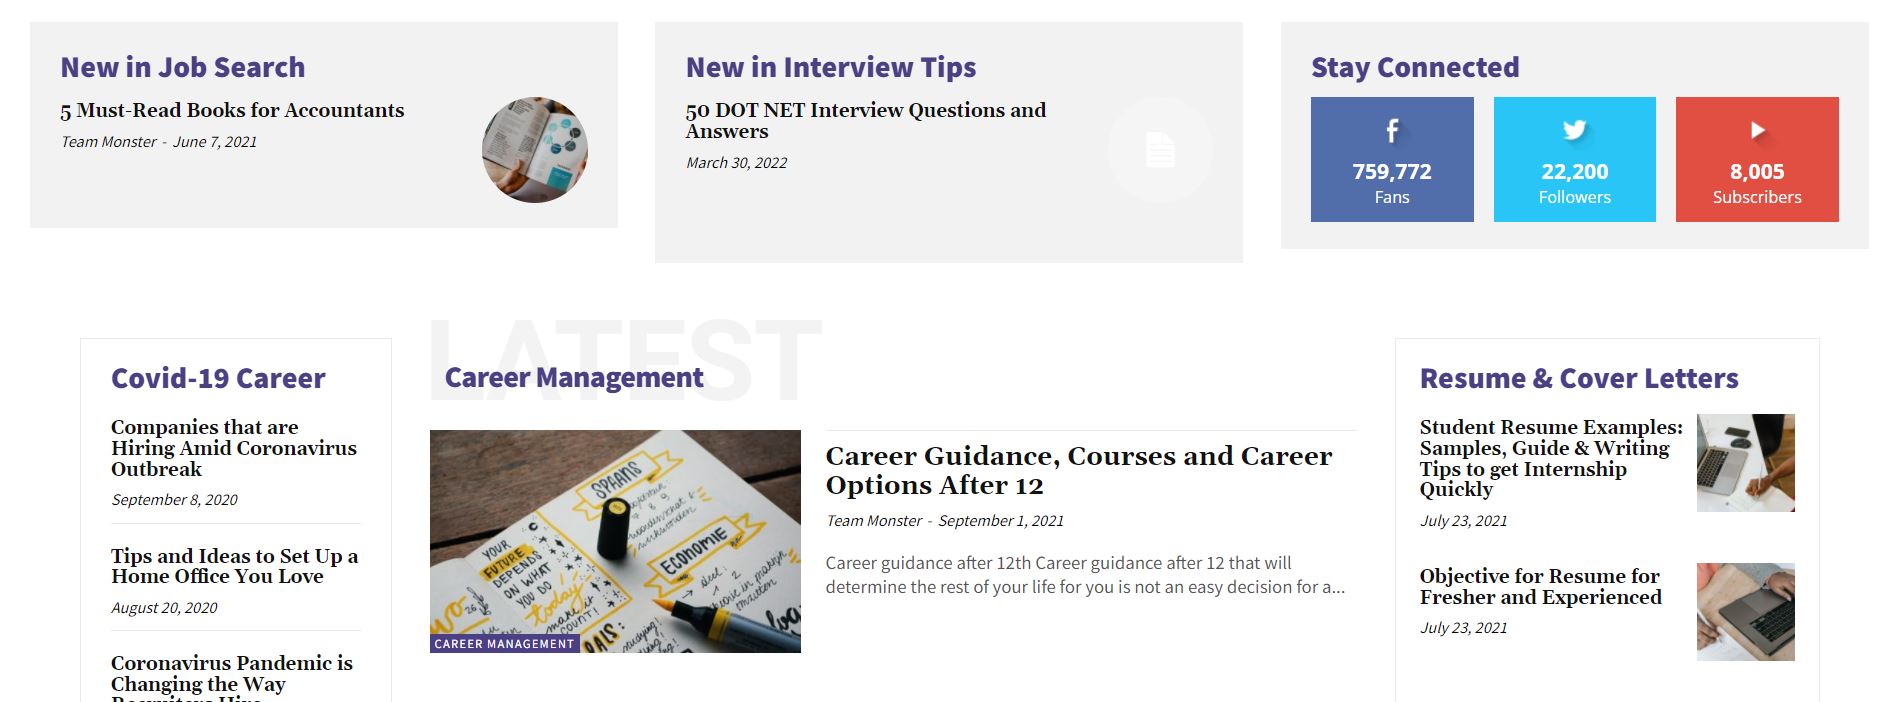 New in Job Search
5 Must-Read Books for Accountants
Team Monster - June 7, 2021
New in Interview Tips
50 DOT NET Interview Questions and
Answers
March 30, 2022
Stay Connected
759,772
Fans
22,200
Followers
8,005
Subscribers
Covid-19 Career
Companies that are
Hiring Amid Coronavirus
Outbreak
September 8, 2020
Tips and Ideas to Set Up a
Home Office You Love
August 20, 2020
Coronavirus Pandemic is
Changing the Way
Recruiters Hire
LATEST
Career Management
SPAANS
ECONOMIE
YOUR
FUTURE
DEPENDS
ON WHAT
YOU DO
today
make it
COUNT!
CAREER MANAGEMENT
Career Guidance, Courses and Career
Options After 12
Team Monster - September 1, 2021
Career guidance after 12th Career guidance after 12 that will
determine the rest of your life for you is not an easy decision for a...
Resume & Cover Letters
Student Resume Examples:
Samples, Guide & Writing
Tips to get Internship
Quickly
July 23, 2021
Objective for Resume for
Fresher and Experienced
July 23, 2021